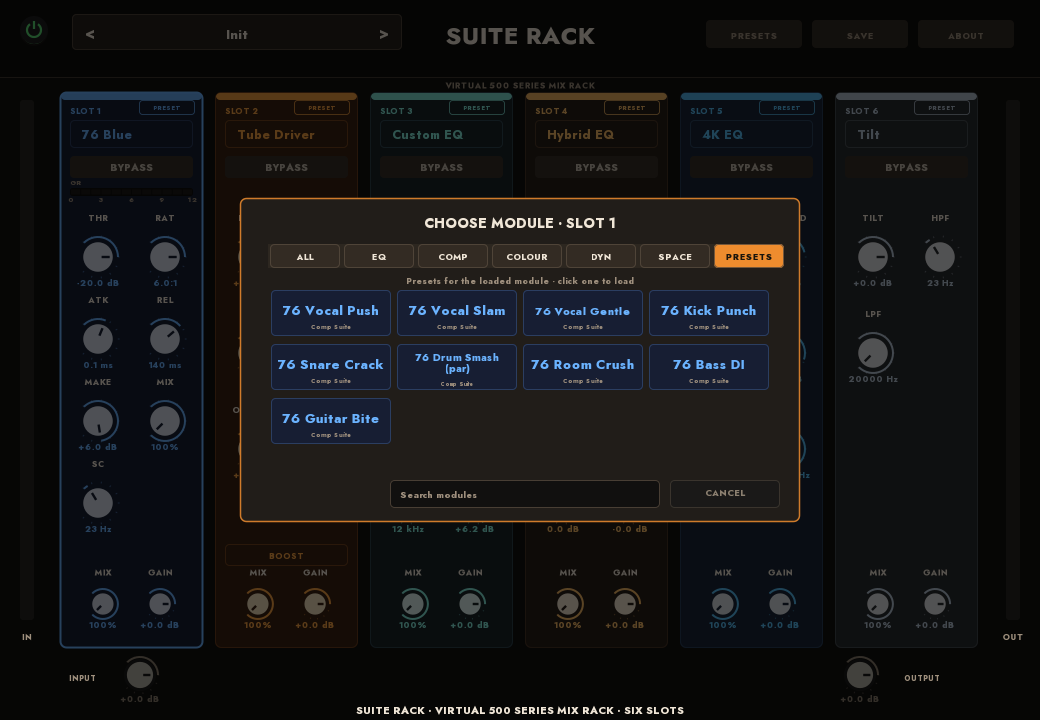 < Init > SUITE RACK PRESETS SAVE ABOUT
VIRTUAL 500 SERIES MIX RACK
SLOT 1 PRESET SLOT 2 PRESET SLOT 3 PRESET SLOT 4 PRESET SLOT 5 PRESET SLOT 6 PRESET
76 Blue Tube Driver Custom EQ Hybrid EQ 4K EQ Tilt
BYPASS BYPASS BYPASS BYPASS BYPASS BYPASS
GR
0 3 6 9 12
THR RAT TILT HPF
-20.0 dB 6.0:1 +0.0 dB 23 Hz
ATK REL LPF
0.1 ms 140 ms 20000 Hz
MAKE MIX
+6.0 dB 100%
SC
23 Hz
CHOOSE MODULE · SLOT 1
ALL EQ COMP COLOUR DYN SPACE PRESETS
Presets for the loaded module · click one to load
76 Vocal Push 76 Vocal Slam 76 Vocal Gentle 76 Kick Punch
Comp Suite Comp Suite Comp Suite Comp Suite
76 Snare Crack 76 Drum Smash (par) 76 Room Crush 76 Bass DI
Comp Suite Comp Suite Comp Suite Comp Suite
76 Guitar Bite
Comp Suite
Search modules CANCEL
12 kHz +6.2 dB 0.0 dB -0.0 dB
BOOST
MIX GAIN MIX GAIN MIX GAIN MIX GAIN MIX GAIN MIX GAIN
100% +0.0 dB 100% +0.0 dB 100% +0.0 dB 100% +0.0 dB 100% +0.0 dB 100% +0.0 dB
IN OUT
INPUT OUTPUT
+0.0 dB +0.0 dB
SUITE RACK · VIRTUAL 500 SERIES MIX RACK · SIX SLOTS